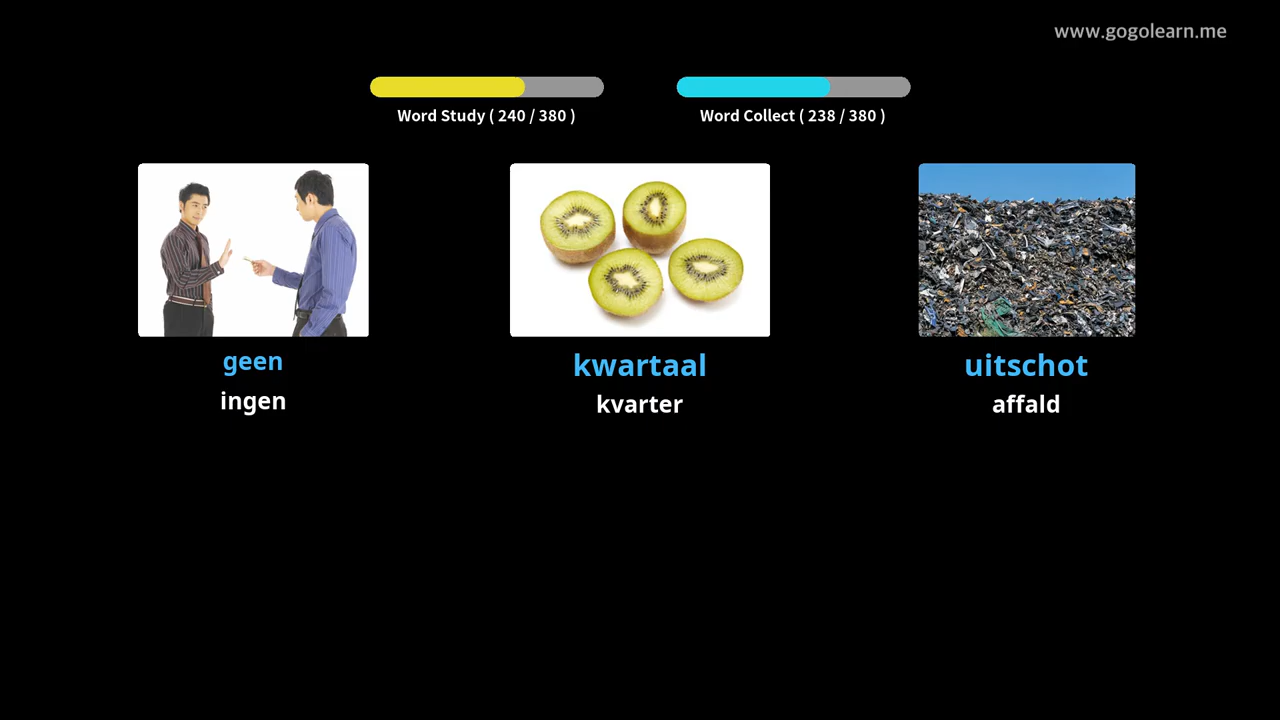 www.gogolearn.me
Word Study ( 240 / 380 )
Word Collect ( 238 / 380 )
geen
ingen
kwartaal
kvarter
uitschot
affald